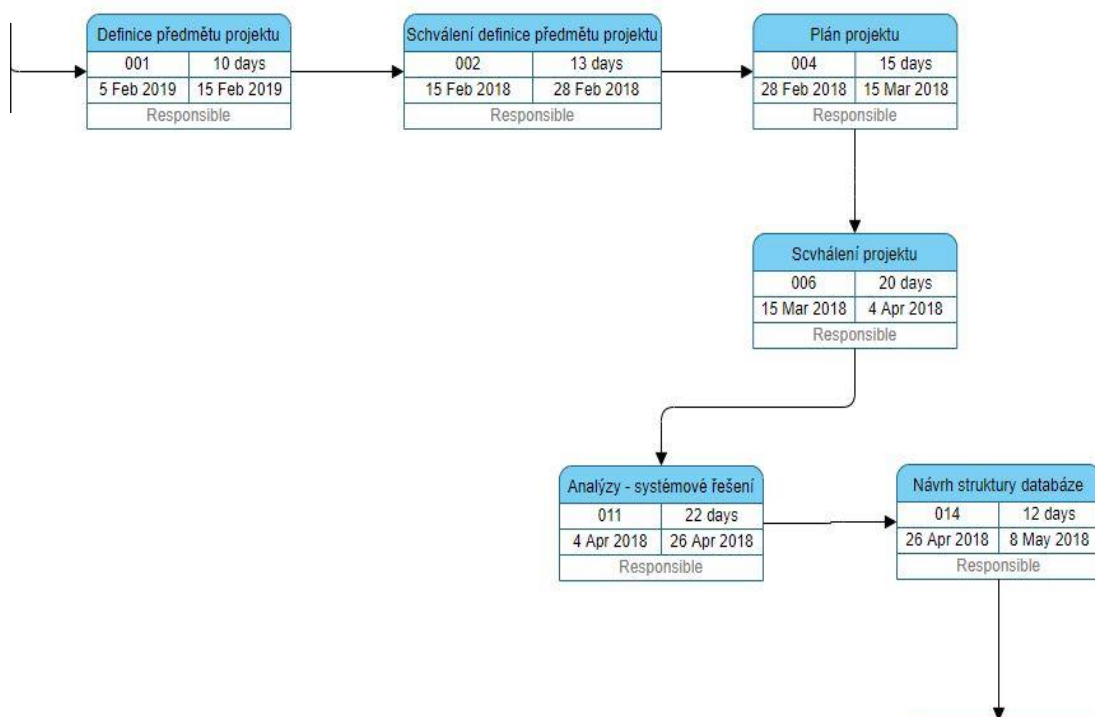 Definice předmětu projektu
001 10 days
5 Feb 2019 15 Feb 2019
Responsible
Schválení definice předmětu projektu
002 13 days
15 Feb 2018 28 Feb 2018
Responsible
Plán projektu
004 15 days
28 Feb 2018 15 Mar 2018
Responsible
Scvhálení projektu
006 20 days
15 Mar 2018 4 Apr 2018
Responsible
Analýzy - systémové řešení
011 22 days
4 Apr 2018 26 Apr 2018
Responsible
Návrh struktury databáze
014 12 days
26 Apr 2018 8 May 2018
Responsible